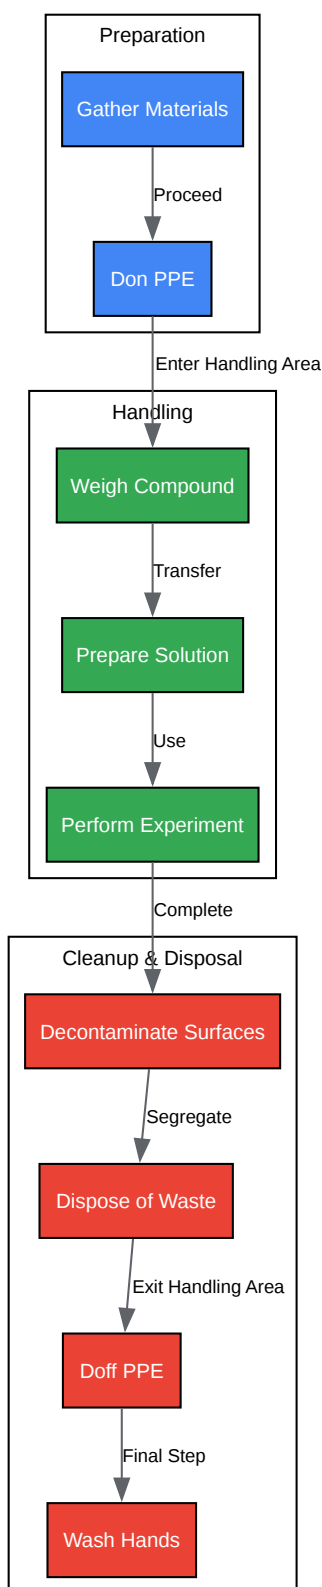 Preparation
Gather Materials
Proceed
Don PPE
Enter Handling Area
Handling
Weigh Compound
Transfer
Prepare Solution
Use
Perform Experiment
Complete
Cleanup & Disposal
Decontaminate Surfaces
Segregate
Dispose of Waste
Exit Handling Area
Doff PPE
Final Step
Wash Hands